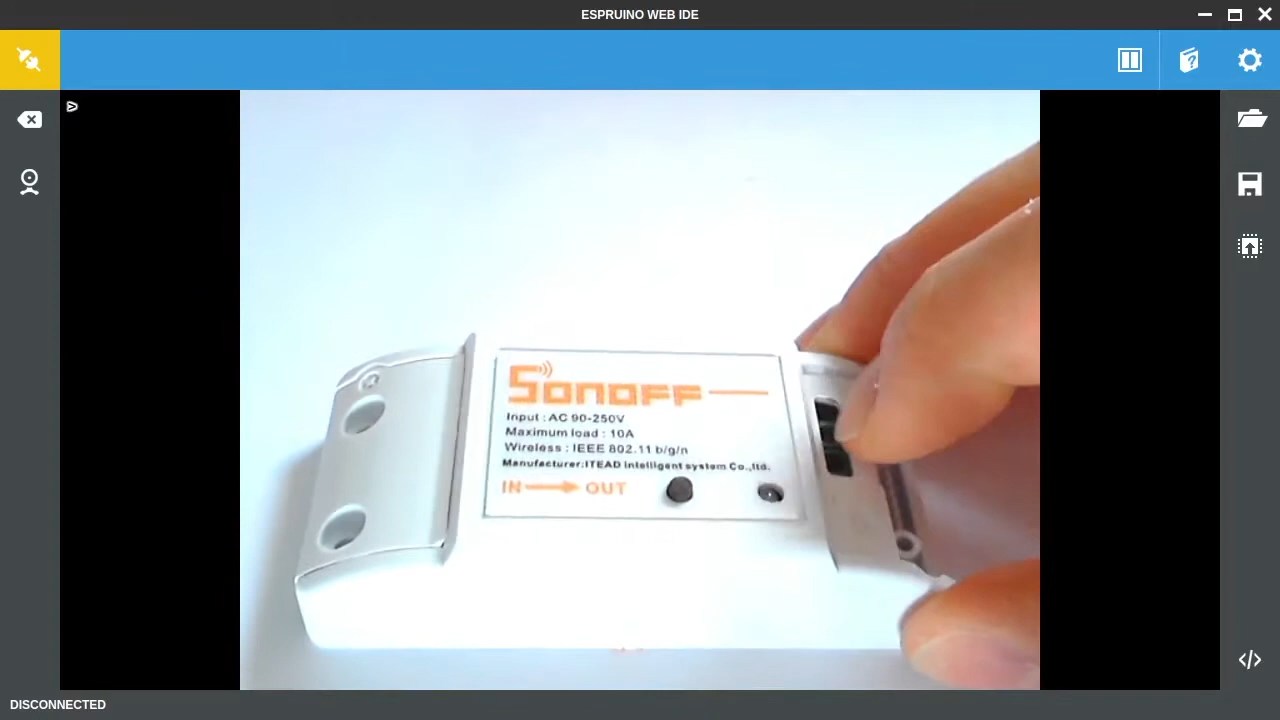 ESPRUINO WEB IDE
>
SONOFF
Input : AC 90-250V
Maximum load : 10A
Wireless : IEEE 802.11 b/g/n
Manufacturer:ITEAD Intelligent system Co.,ltd.
IN OUT
DISCONNECTED